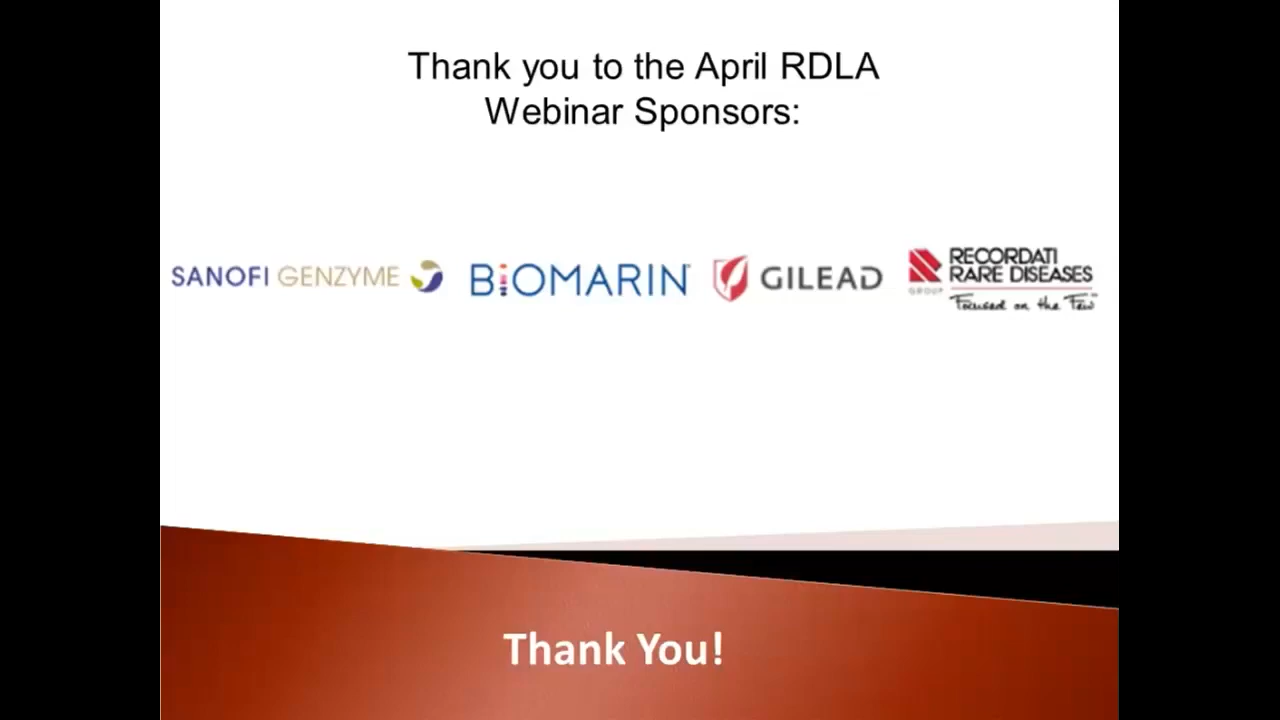 Thank you to the April RDLA
Webinar Sponsors:
SANOFI GENZYME
BIOMARIN
GILEAD
RECORDATI
RARE DISEASES
GROUP
Focused on the Few
Thank You!